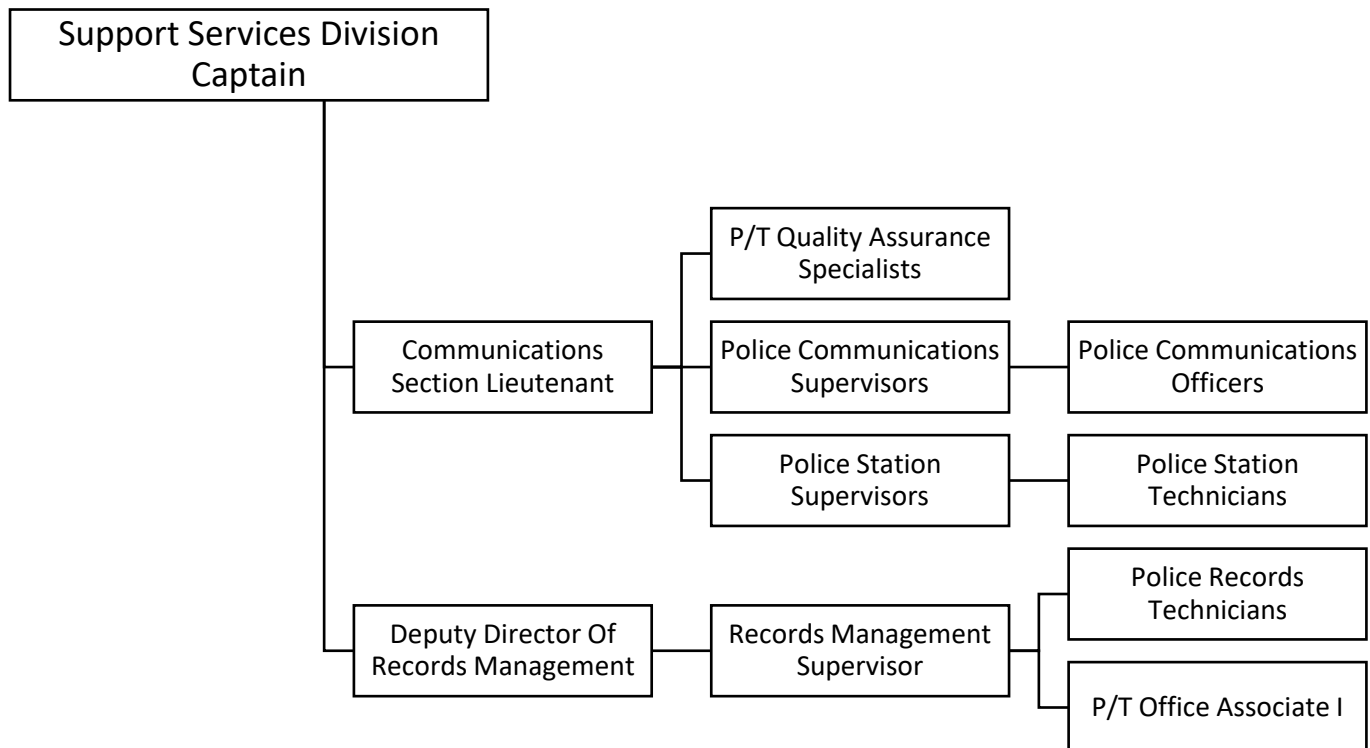 Support Services Division
Captain
P/T Quality Assurance
Specialists
Communications
Section Lieutenant
Police Communications
Supervisors
Police Communications
Officers
Police Station
Supervisors
Police Station
Technicians
Police Records
Technicians
Deputy Director Of
Records Management
Records Management
Supervisor
P/T Office Associate I